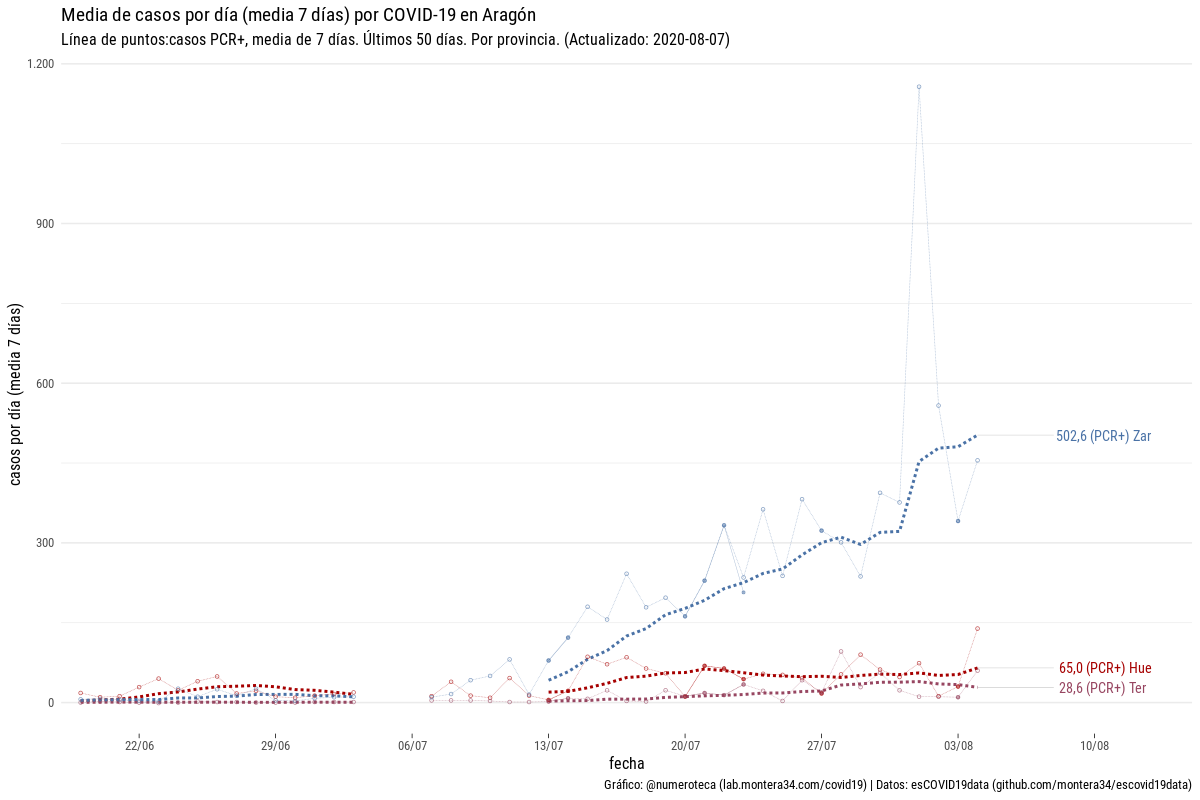 Media de casos por día (media 7 días) por COVID-19 en Aragón
Línea de puntos:casos PCR+, media de 7 días. Últimos 50 días. Por provincia. (Actualizado: 2020-08-07)
casos por día (media 7 días)
1.200
900
600
300
0
502,6 (PCR+) Zar
65,0 (PCR+) Hue
28,6 (PCR+) Ter
22/06
29/06
06/07
13/07
20/07
27/07
03/08
10/08
fecha
Gráfico: @numeroteca (lab.montera34.com/covid19) | Datos: esCOVID19data (github.com/montera34/escovid19data)